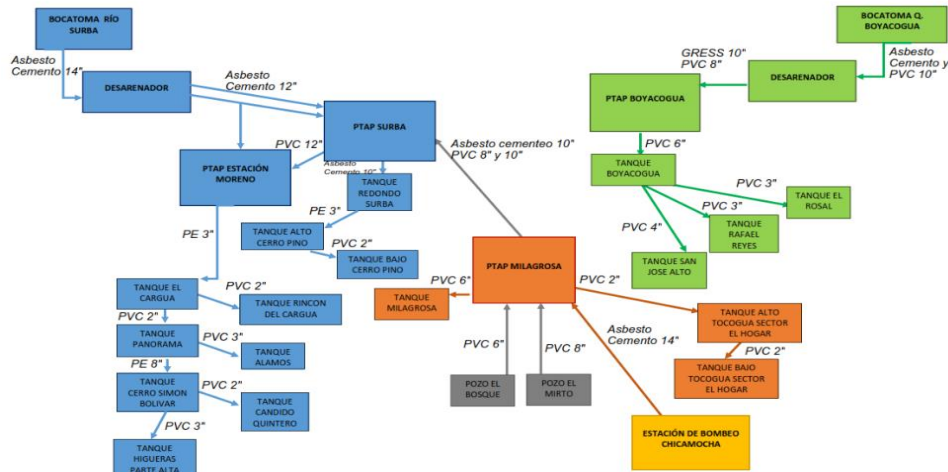 BOCATOMA RÍO
SURBA
Asbesto
Cemento 14"
DESARENADOR
Asbesto
Cemento 12"
PTAP SURBA
PVC 12"
PTAP ESTACIÓN
MORENO
Asbesto
Cemento 10"
TANQUE
REDONDO
SURBA
PE 3"
TANQUE ALTO
CERRO PINO
PVC 2"
TANQUE BAJO
CERRO PINO
PE 3"
TANQUE EL
CARGUA
PVC 2"
TANQUE RINCON
DEL CARGUA
PVC 2"
TANQUE
PANORAMA
PVC 3"
TANQUE
ALAMOS
PE 8"
TANQUE
CERRO SIMON
BOLIVAR
PVC 2"
TANQUE
CANDIDO
QUINTERO
PVC 3"
TANQUE
HIGUERAS
PARTE ALTA
Asbesto cementeo 10"
PVC 8" y 10"
PTAP MILAGROSA
PVC 6"
TANQUE
MILAGROSA
PVC 2"
TANQUE ALTO
TOCOGUA SECTOR
EL HOGAR
PVC 2"
TANQUE BAJO
TOCOGUA SECTOR
EL HOGAR
PVC 6"
POZO EL
BOSQUE
PVC 8"
POZO EL
MIRTO
Asbesto
Cemento 14"
ESTACIÓN DE BOMBEO
CHICAMOCHA
BOCATOMA Q.
BOYACOGUA
Asbesto
Cemento y
PVC 10"
DESARENADOR
GRESS 10"
PVC 8"
PTAP BOYACOGUA
PVC 6"
TANQUE
BOYACOGUA
PVC 3"
TANQUE EL
ROSAL
PVC 3"
TANQUE
RAFAEL
REYES
PVC 4"
TANQUE SAN
JOSE ALTO